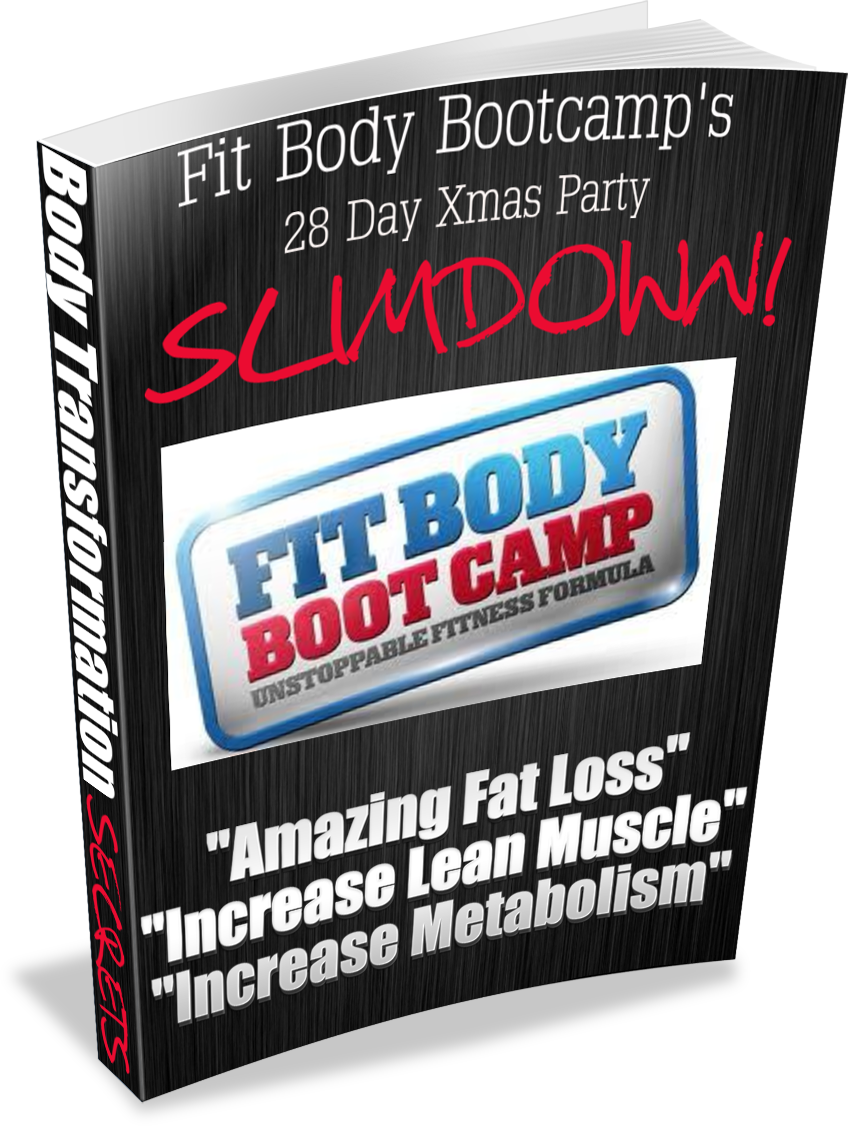 Fit Body Bootcamp's
28 Day Xmas Party
SLIMDOWN!
FIT BODY
BOOT CAMP
UNSTOPPABLE FITNESS FORMULA
"Amazing Fat Loss"
"Increase Lean Muscle"
"Increase Metabolism"
Body Transformation SECRETS